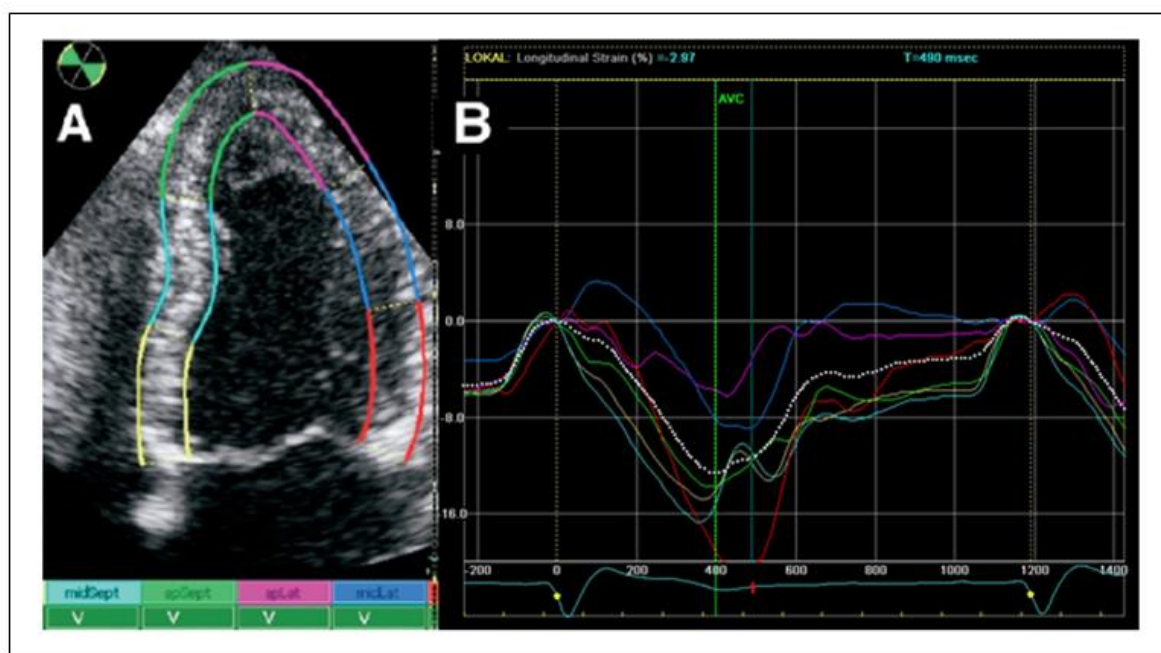 A
midSept apSept apLat midLat
V V V V
LOKAL: Longitudinal Strain (%) =-2.97 T=490 msec
B
AVC
8.0
0.0
-8.0
-16.0
-200 0 200 400 600 800 1000 1200 1400